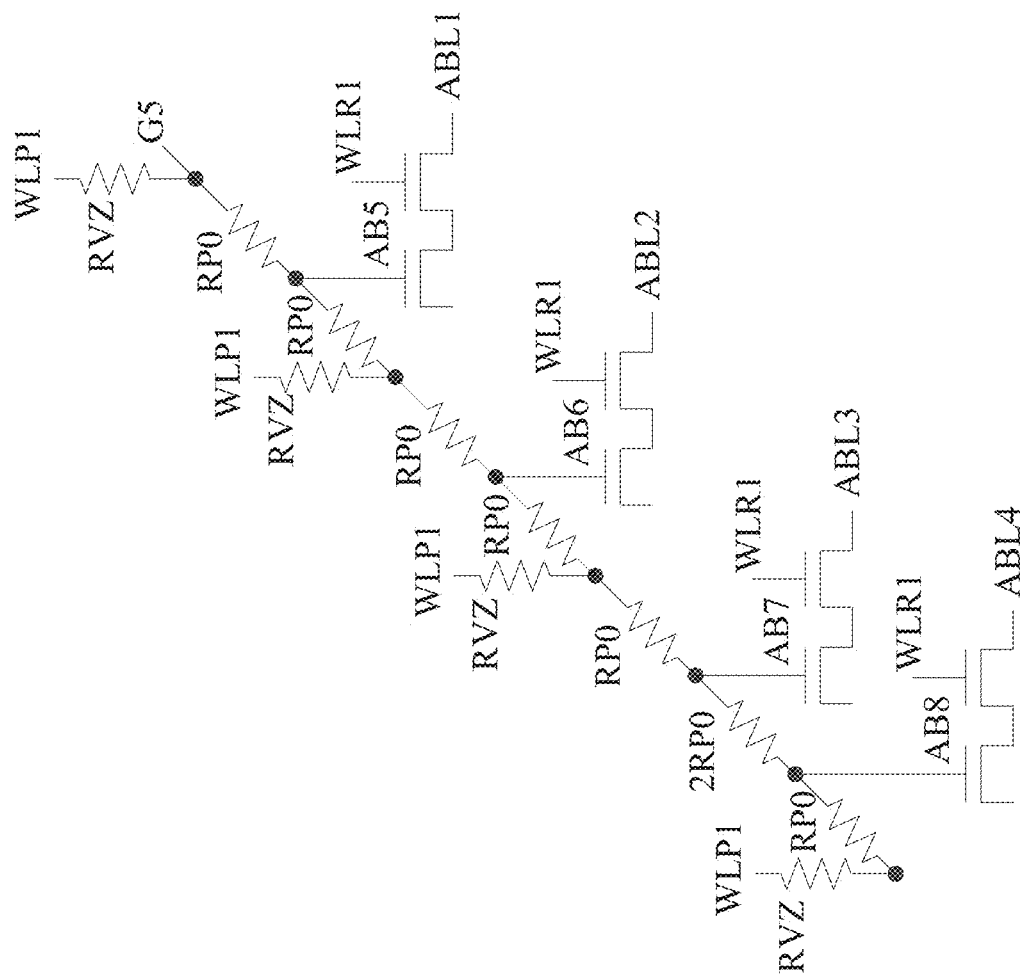 WLP1
G5
RVZ
RP0
WLR1
ABL1
AB5
WLP1
RVZ
RP0
RP0
WLR1
ABL2
AB6
WLP1
RVZ
RP0
RP0
WLR1
ABL3
AB7
2RP0
WLR1
ABL4
AB8
WLP1
RVZ
RP0